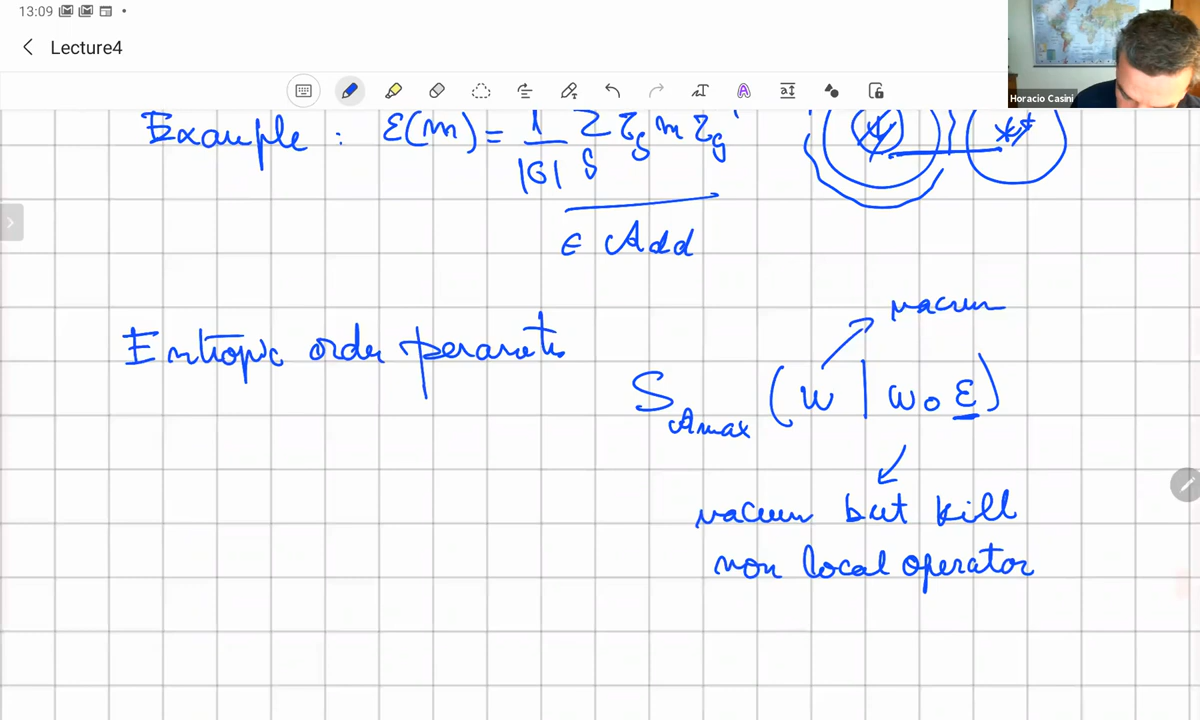 13:09
Lecture4
Horacio Casini
Example : ε(m) = 1/|G| Σ_g τ_g m τ_g^-1
∈ Add
vacuum
Entropic order parameter
S_Amax (ω | ω∘ε)
vacuum but kill
non local operator